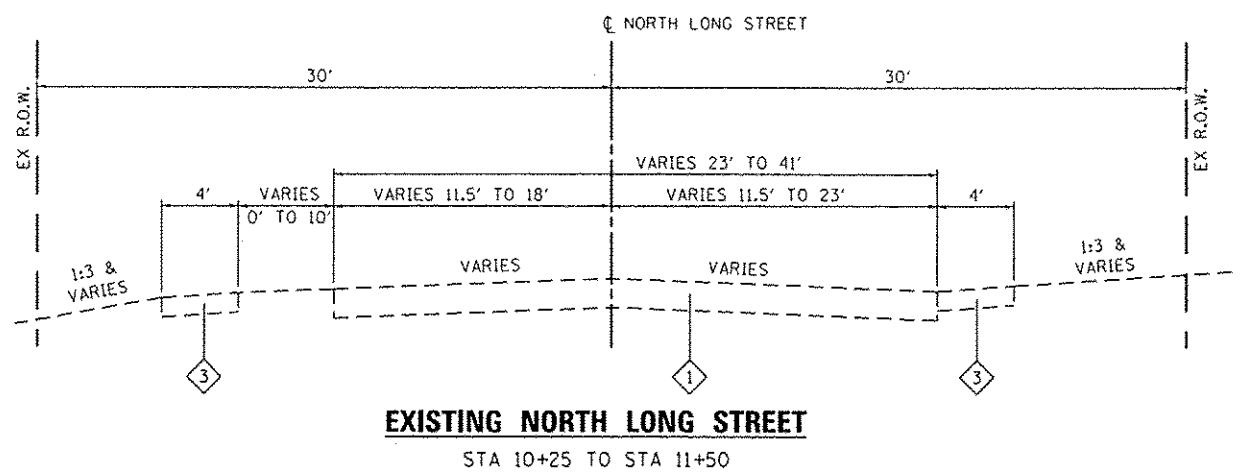 ℄ NORTH LONG STREET
30'
30'
EX R.O.W.
EX R.O.W.
VARIES 23' TO 41'
4'
VARIES
0' TO 10'
VARIES 11.5' TO 18'
VARIES 11.5' TO 23'
4'
1:3 &
VARIES
VARIES
VARIES
1:3 &
VARIES
3
1
3
EXISTING NORTH LONG STREET
STA 10+25 TO STA 11+50